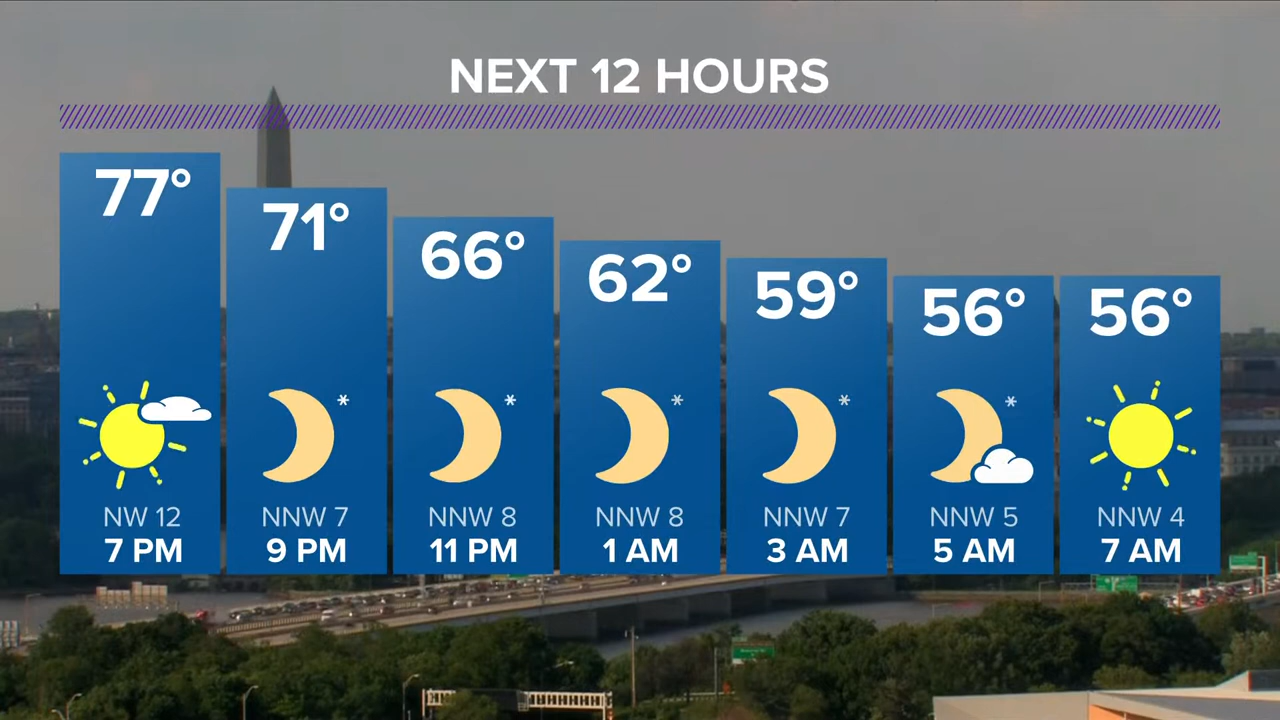 NEXT 12 HOURS
77° 71° 66° 62° 59° 56° 56°
NW 12 NNW 7 NNW 8 NNW 8 NNW 7 NNW 5 NNW 4
7 PM 9 PM 11 PM 1 AM 3 AM 5 AM 7 AM